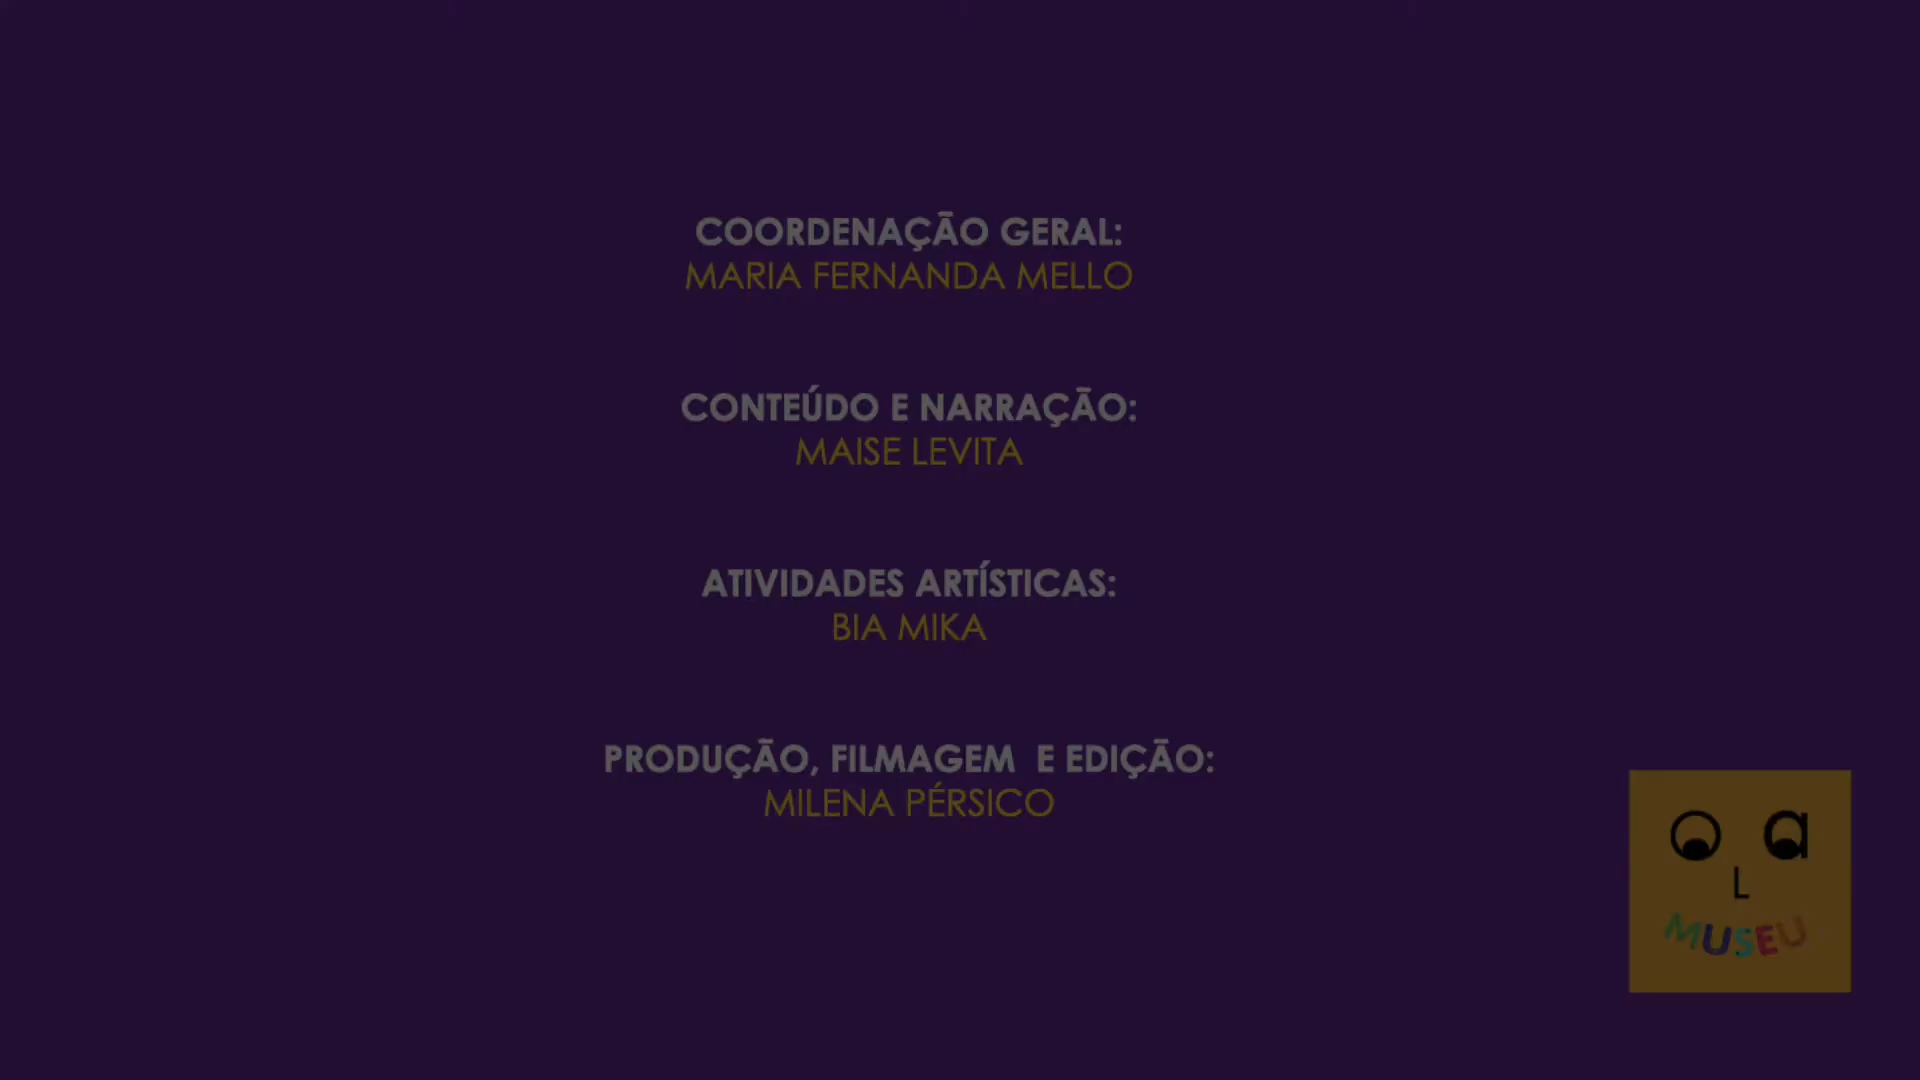 COORDENAÇÃO GERAL:
MARIA FERNANDA MELLO
CONTEÚDO E NARRAÇÃO:
MAISE LEVITA
ATIVIDADES ARTÍSTICAS:
BIA MIKA
PRODUÇÃO, FILMAGEM  E EDIÇÃO:
MILENA PÉRSICO
O a
L
MUSEU